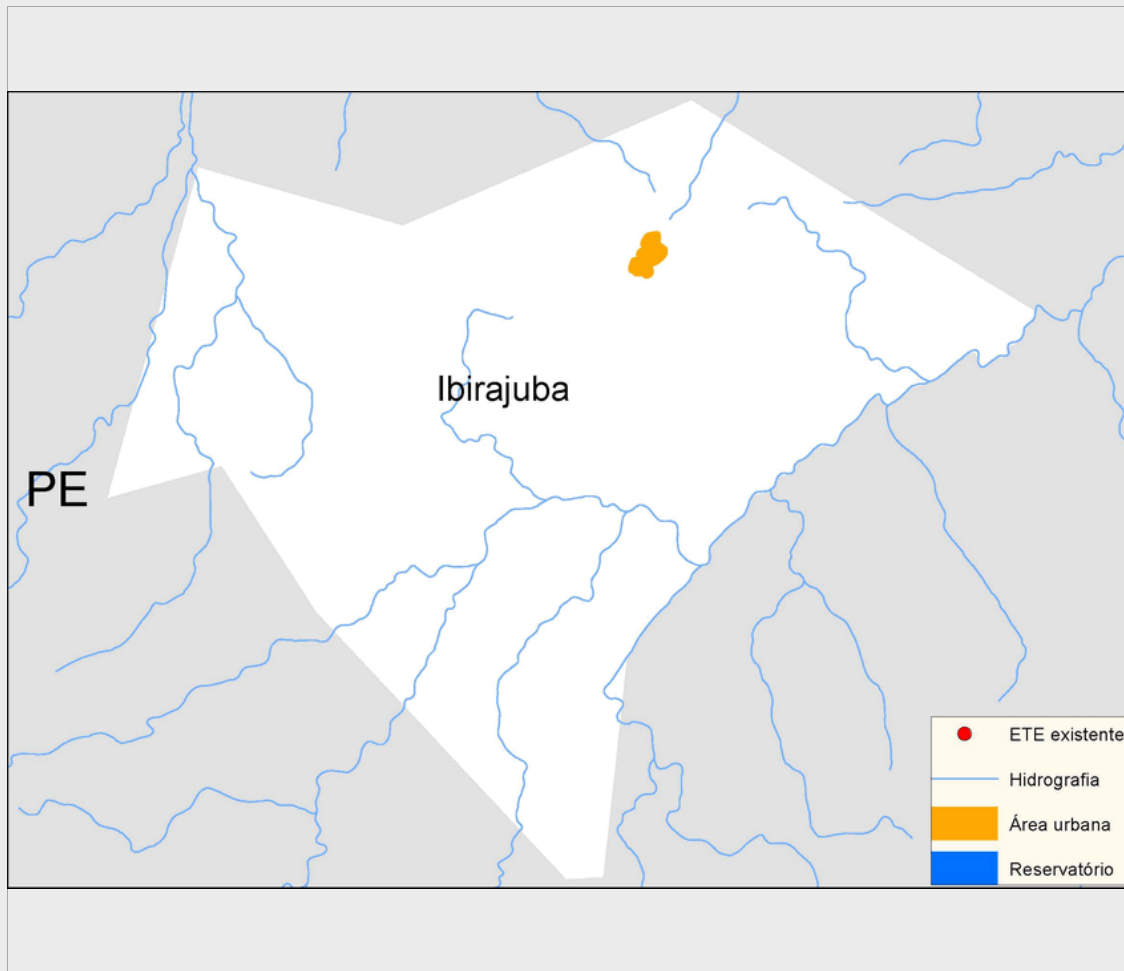 Ibirajuba
PE
ETE existente
Hidrografia
Área urbana
Reservatório